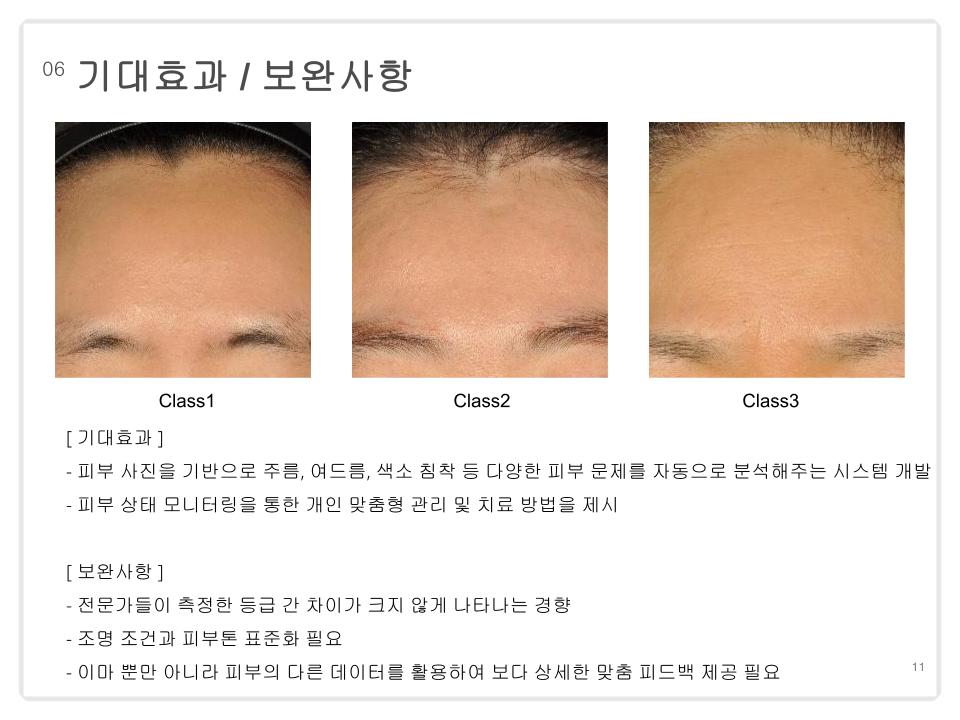 06 기대효과 / 보완사항
Class1
Class2
Class3
[ 기대효과 ]
- 피부 사진을 기반으로 주름, 여드름, 색소 침착 등 다양한 피부 문제를 자동으로 분석해주는 시스템 개발
- 피부 상태 모니터링을 통한 개인 맞춤형 관리 및 치료 방법을 제시
[ 보완사항 ]
- 전문가들이 측정한 등급 간 차이가 크지 않게 나타나는 경향
- 조명 조건과 피부톤 표준화 필요
- 이마 뿐만 아니라 피부의 다른 데이터를 활용하여 보다 상세한 맞춤 피드백 제공 필요
11